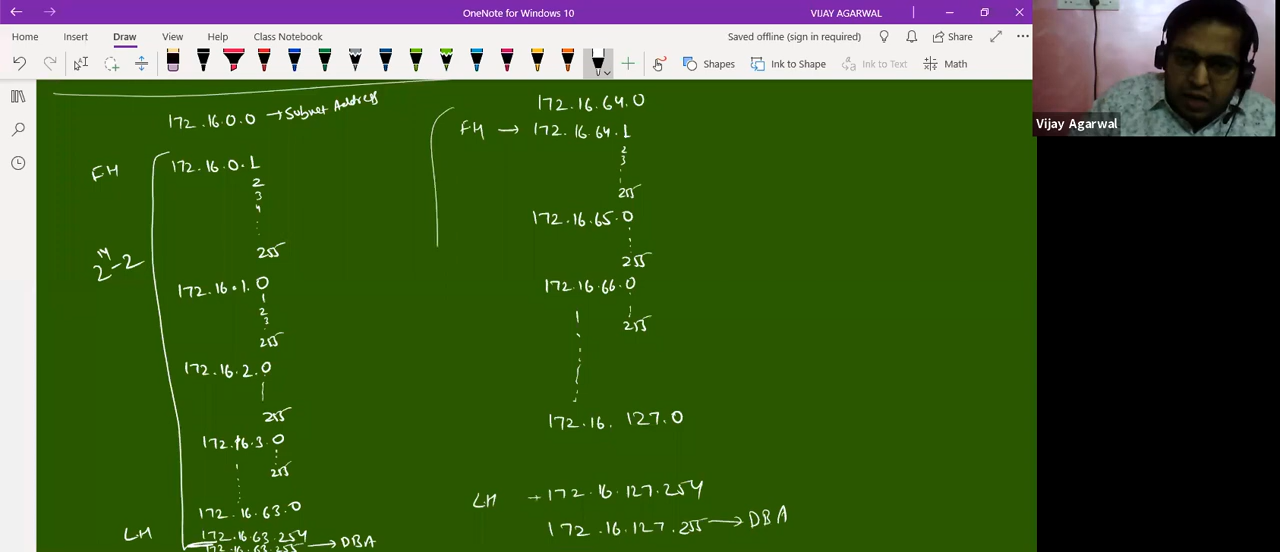 OneNote for Windows 10
VIJAY AGARWAL
Home Insert Draw View Help Class Notebook
Saved offline (sign in required) Share
Shapes Ink to Shape Ink to Text Math
Vijay Agarwal
172.16.0.0 → Subnet Address
FH
172.16.0.1
2
3
4
255
2^14-2
172.16.1.0
1
2
3
255
172.16.2.0
255
172.16.3.0
255
172.16.63.0
LH
172.16.63.254
172.16.63.255 → DBA
172.16.64.0
FH → 172.16.64.1
2
3
255
172.16.65.0
255
172.16.66.0
255
172.16.127.0
LH → 172.16.127.254
172.16.127.255 → DBA